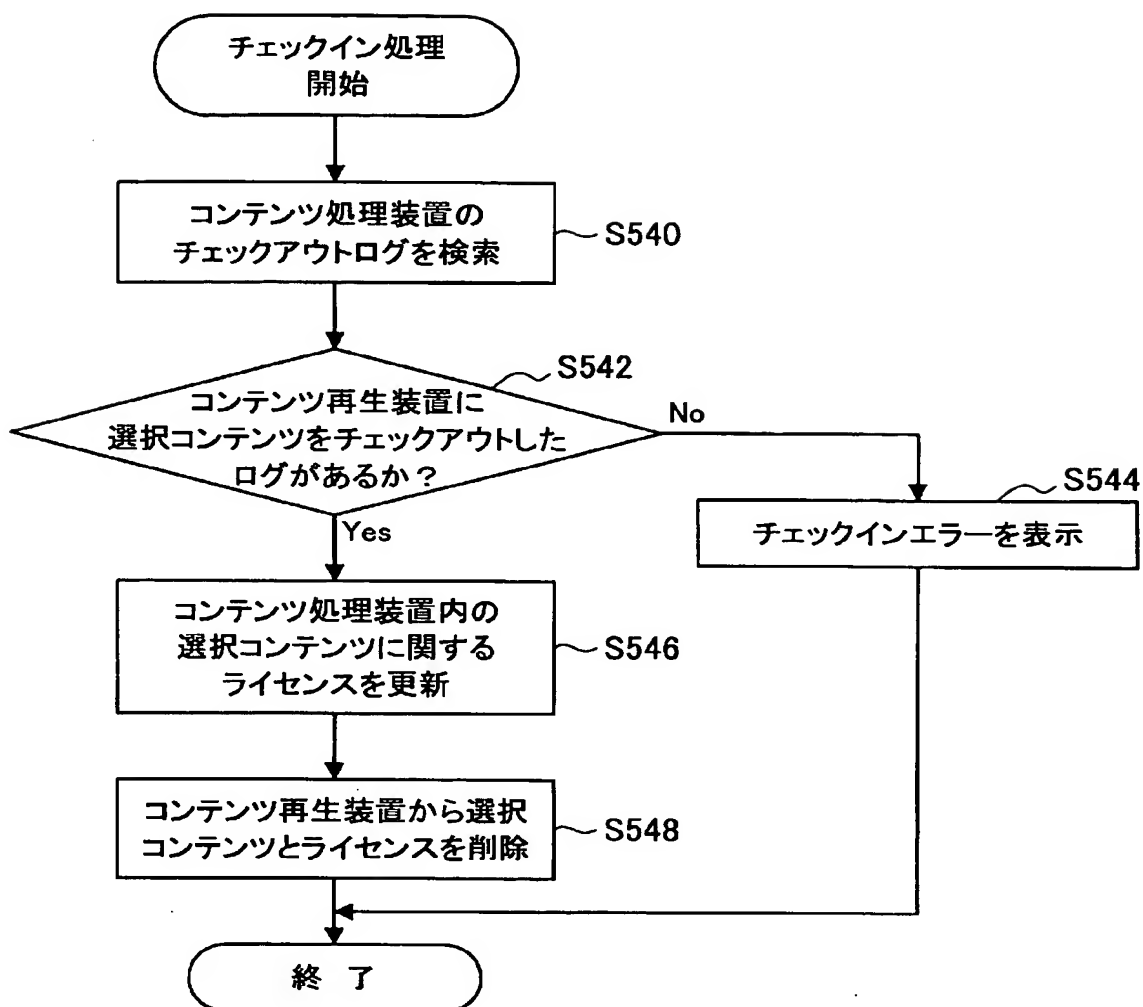 チェックイン処理
開始
コンテンツ処理装置の
チェックアウトログを検索
S540
S542
コンテンツ再生装置に
選択コンテンツをチェックアウトした
ログがあるか？
No
Yes
S544
チェックインエラーを表示
コンテンツ処理装置内の
選択コンテンツに関する
ライセンスを更新
S546
コンテンツ再生装置から選択
コンテンツとライセンスを削除
S548
終 了